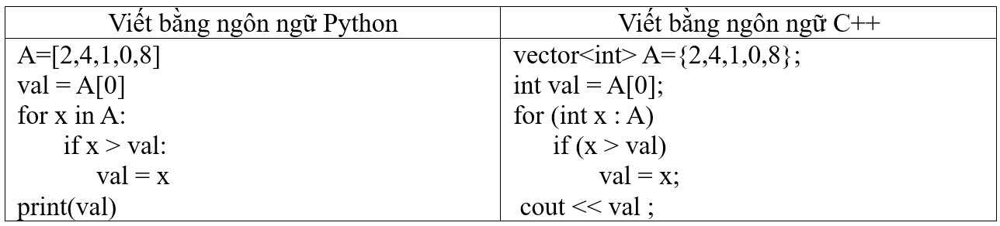 Viết bằng ngôn ngữ Python
A=[2,4,1,0,8]
val = A[0]
for x in A:
if x > val:
val = x
print(val)
Viết bằng ngôn ngữ C++
vector<int> A={2,4,1,0,8};
int val = A[0];
for (int x : A)
if (x > val)
val = x;
cout << val ;